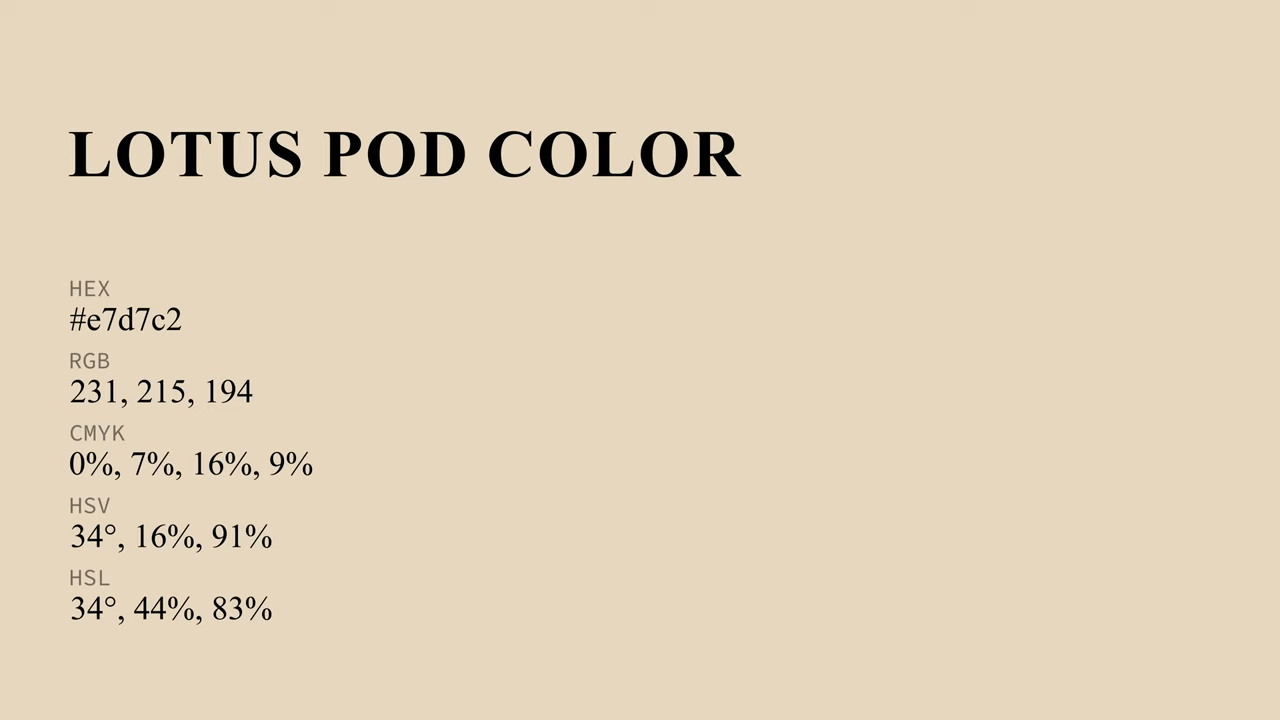 LOTUS POD COLOR
HEX
#e7d7c2
RGB
231, 215, 194
CMYK
0%, 7%, 16%, 9%
HSV
34°, 16%, 91%
HSL
34°, 44%, 83%